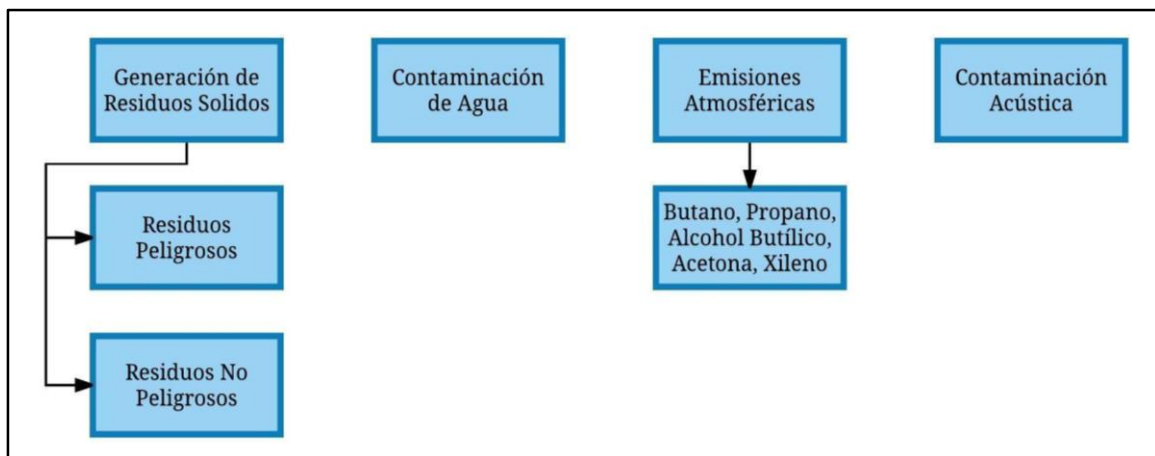 Generación de
Residuos Solidos
Contaminación
de Agua
Emisiones
Atmosféricas
Contaminación
Acústica
Residuos
Peligrosos
Butano, Propano,
Alcohol Butílico,
Acetona, Xileno
Residuos No
Peligrosos